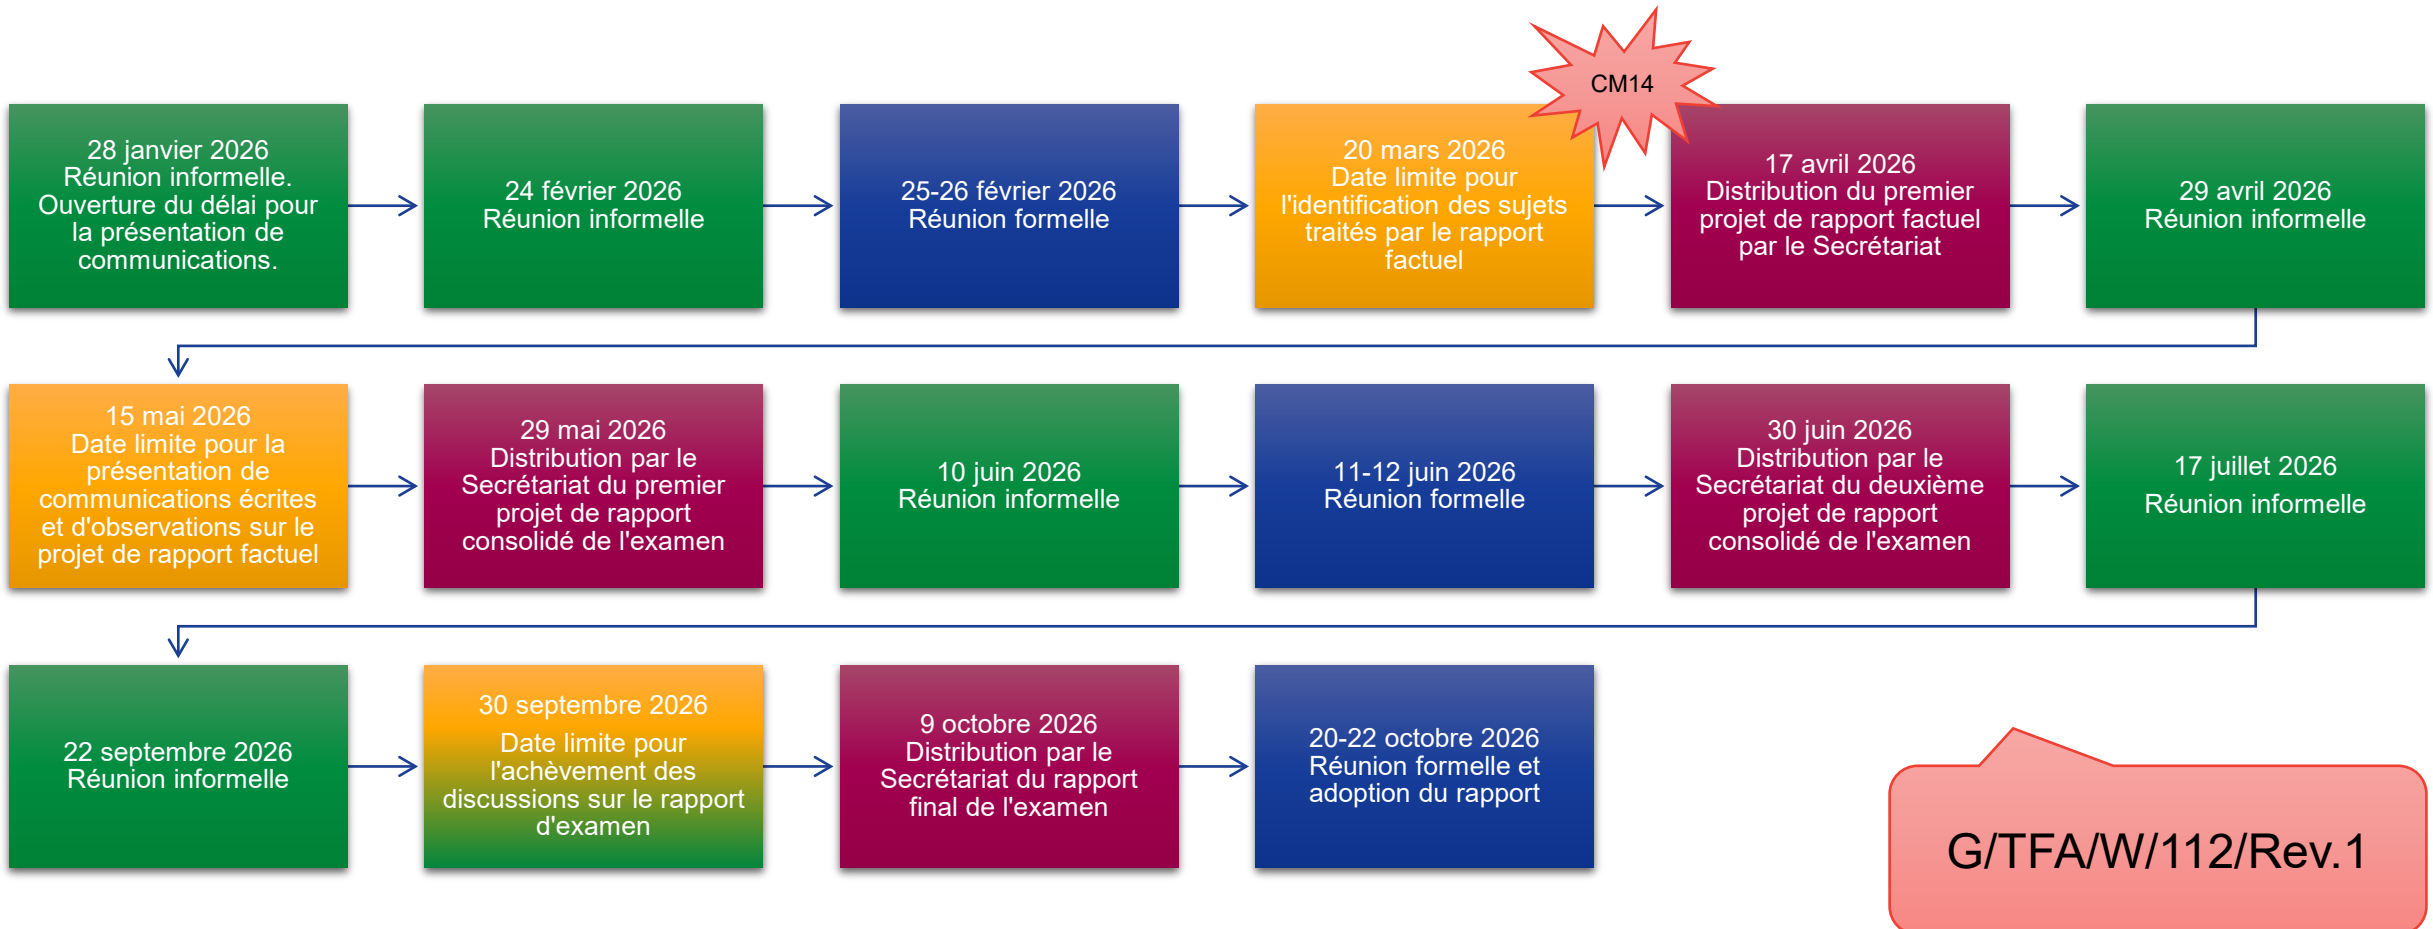 CM14
28 janvier 2026
Réunion informelle.
Ouverture du délai pour
la présentation de
communications.
24 février 2026
Réunion informelle
25-26 février 2026
Réunion formelle
20 mars 2026
Date limite pour
l'identification des sujets
traités par le rapport
factuel
17 avril 2026
Distribution du premier
projet de rapport factuel
par le Secrétariat
29 avril 2026
Réunion informelle
15 mai 2026
Date limite pour la
présentation de
communications écrites
et d'observations sur le
projet de rapport factuel
29 mai 2026
Distribution par le
Secrétariat du premier
projet de rapport
consolidé de l'examen
10 juin 2026
Réunion informelle
11-12 juin 2026
Réunion formelle
30 juin 2026
Distribution par le
Secrétariat du deuxième
projet de rapport
consolidé de l'examen
17 juillet 2026
Réunion informelle
22 septembre 2026
Réunion informelle
30 septembre 2026
Date limite pour
l'achèvement des
discussions sur le rapport
d'examen
9 octobre 2026
Distribution par le
Secrétariat du rapport
final de l'examen
20-22 octobre 2026
Réunion formelle et
adoption du rapport
G/TFA/W/112/Rev.1